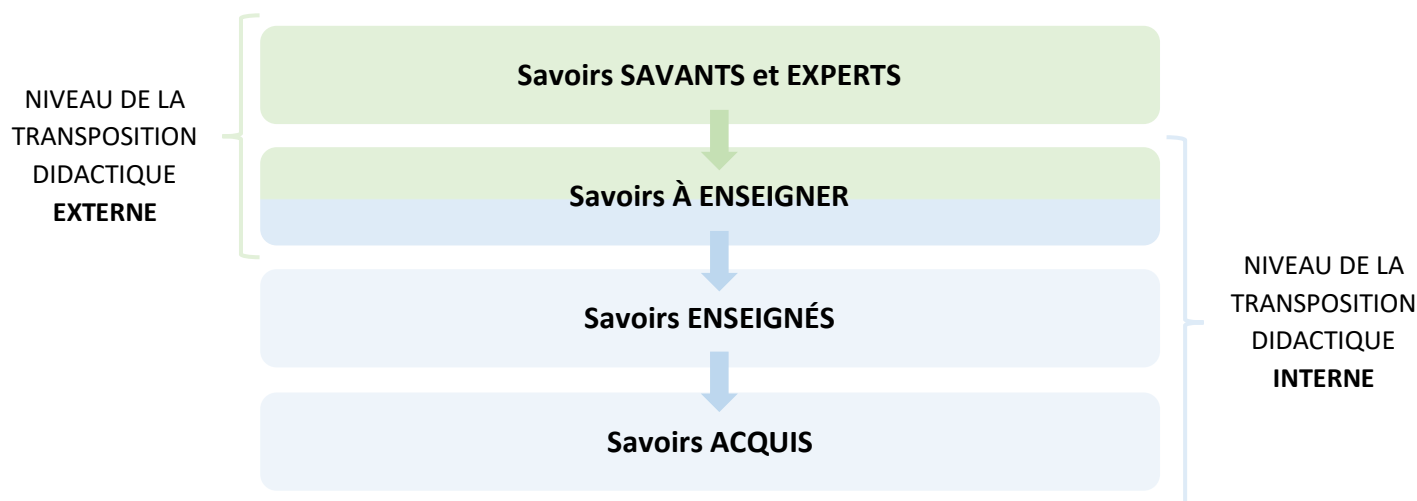 Savoirs SAVANTS et EXPERTS
NIVEAU DE LA
TRANSPOSITION
DIDACTIQUE
EXTERNE
Savoirs À ENSEIGNER
Savoirs ENSEIGNÉS
NIVEAU DE LA
TRANSPOSITION
DIDACTIQUE
INTERNE
Savoirs ACQUIS